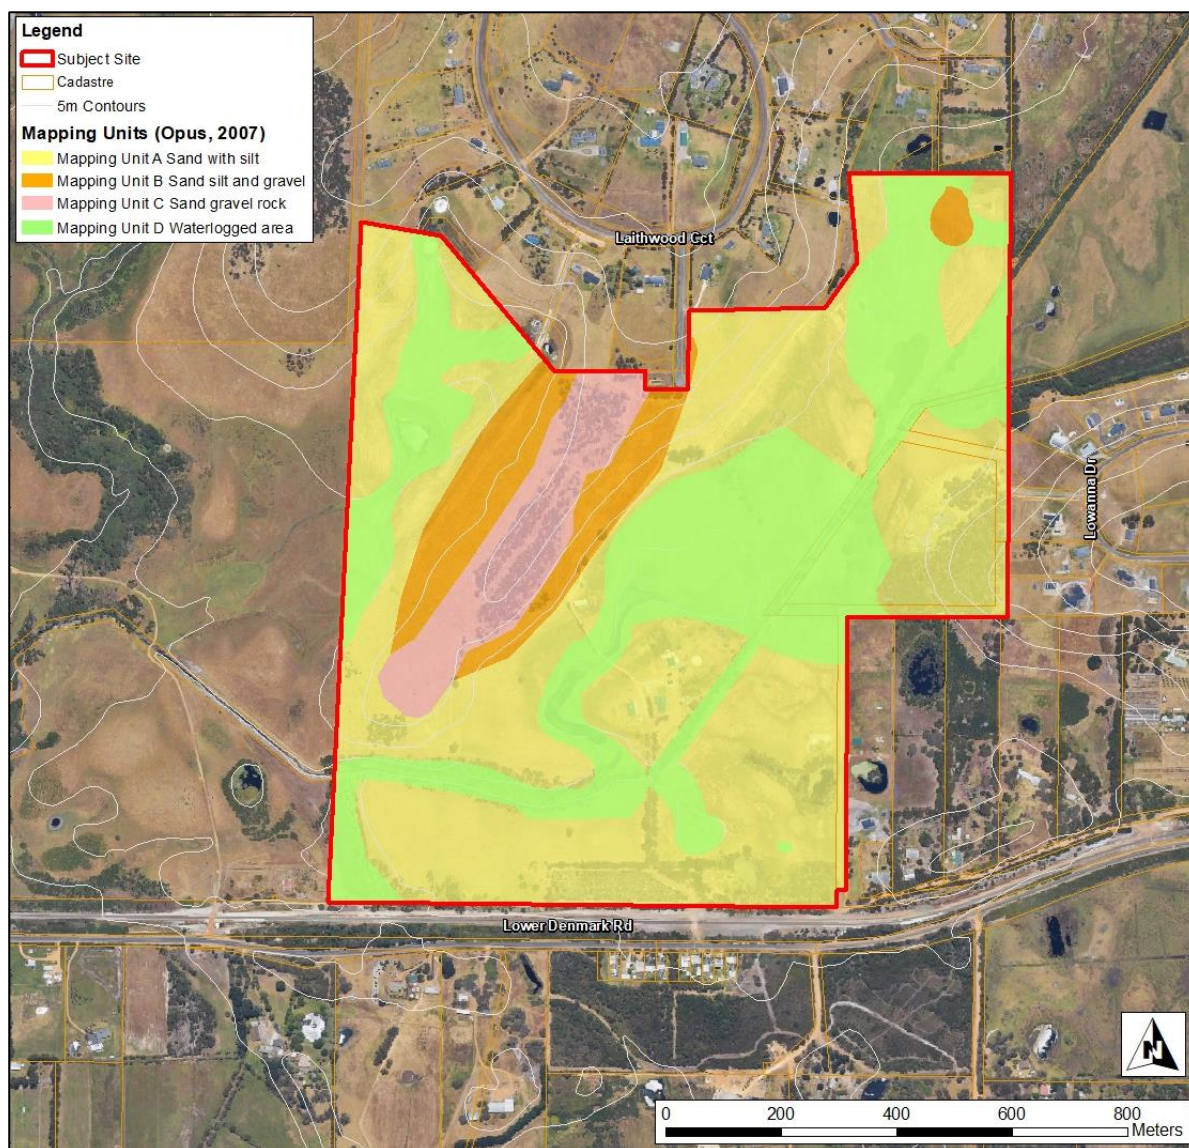 Legend
Subject Site
Cadastre
5m Contours
Mapping Units (Opus, 2007)
Mapping Unit A Sand with silt
Mapping Unit B Sand silt and gravel
Mapping Unit C Sand gravel rock
Mapping Unit D Waterlogged area
Laithwood Cct
Lowanna Dr
Lower Denmark Rd
N
0 200 400 600 800
Meters